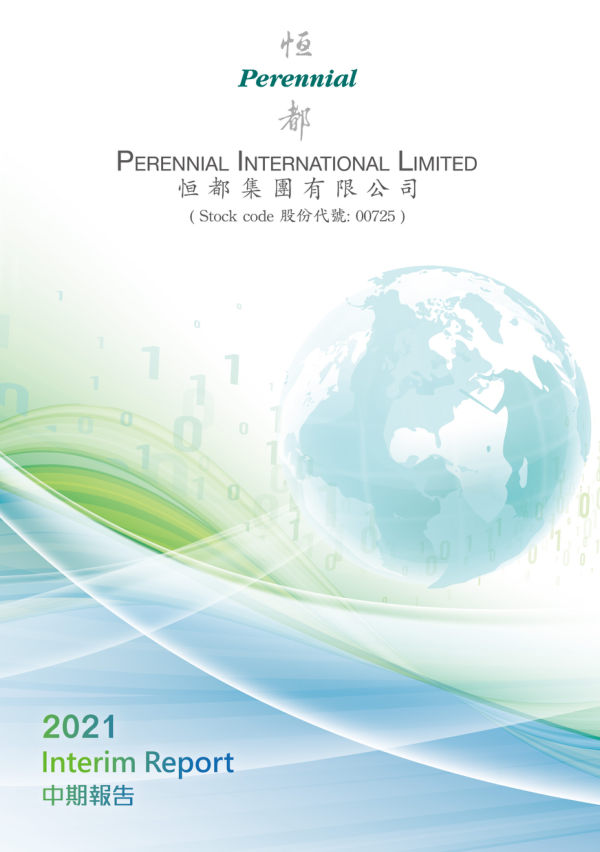 恒
Perennial
都
PERENNIAL INTERNATIONAL LIMITED
恒都集團有限公司
( Stock code 股份代號: 00725 )
2021
Interim Report
中期報告